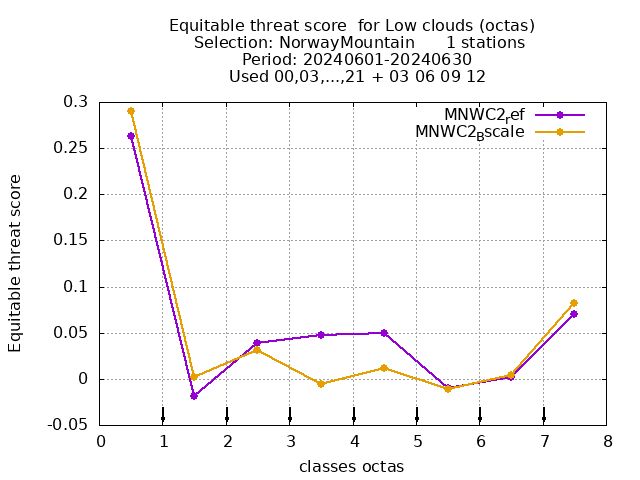 Equitable threat score  for Low clouds (octas)
Selection: NorwayMountain      1 stations
Period: 20240601-20240630
Used 00,03,...,21 + 03 06 09 12
MNWC2ref
MNWC2Bscale
0.3
0.25
0.2
0.15
0.1
0.05
0
-0.05
Equitable threat score
0 1 2 3 4 5 6 7 8
classes octas